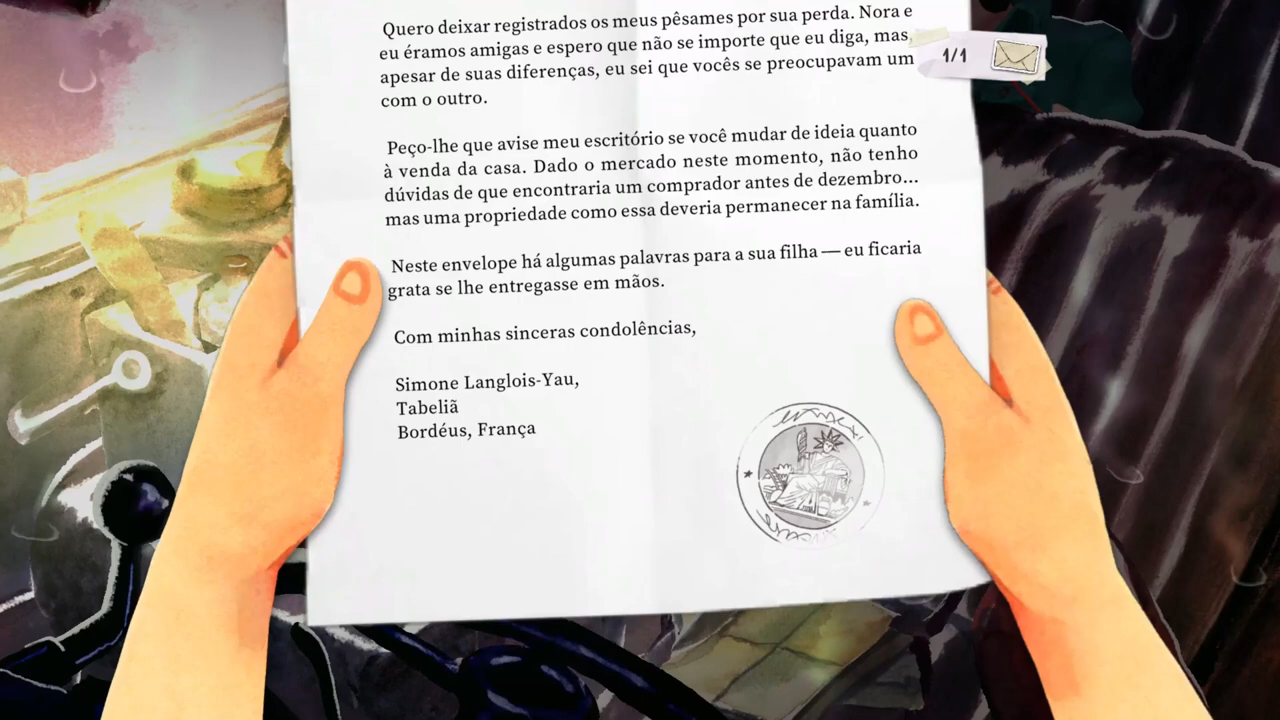 Quero deixar registrados os meus pêsames por sua perda. Nora e
eu éramos amigas e espero que não se importe que eu diga, mas,
apesar de suas diferenças, eu sei que vocês se preocupavam um
com o outro.
Peço-lhe que avise meu escritório se você mudar de ideia quanto
à venda da casa. Dado o mercado neste momento, não tenho
dúvidas de que encontraria um comprador antes de dezembro...
mas uma propriedade como essa deveria permanecer na família.
Neste envelope há algumas palavras para a sua filha — eu ficaria
grata se lhe entregasse em mãos.
Com minhas sinceras condolências,
Simone Langlois-Yau,
Tabeliã
Bordéus, França
1/1